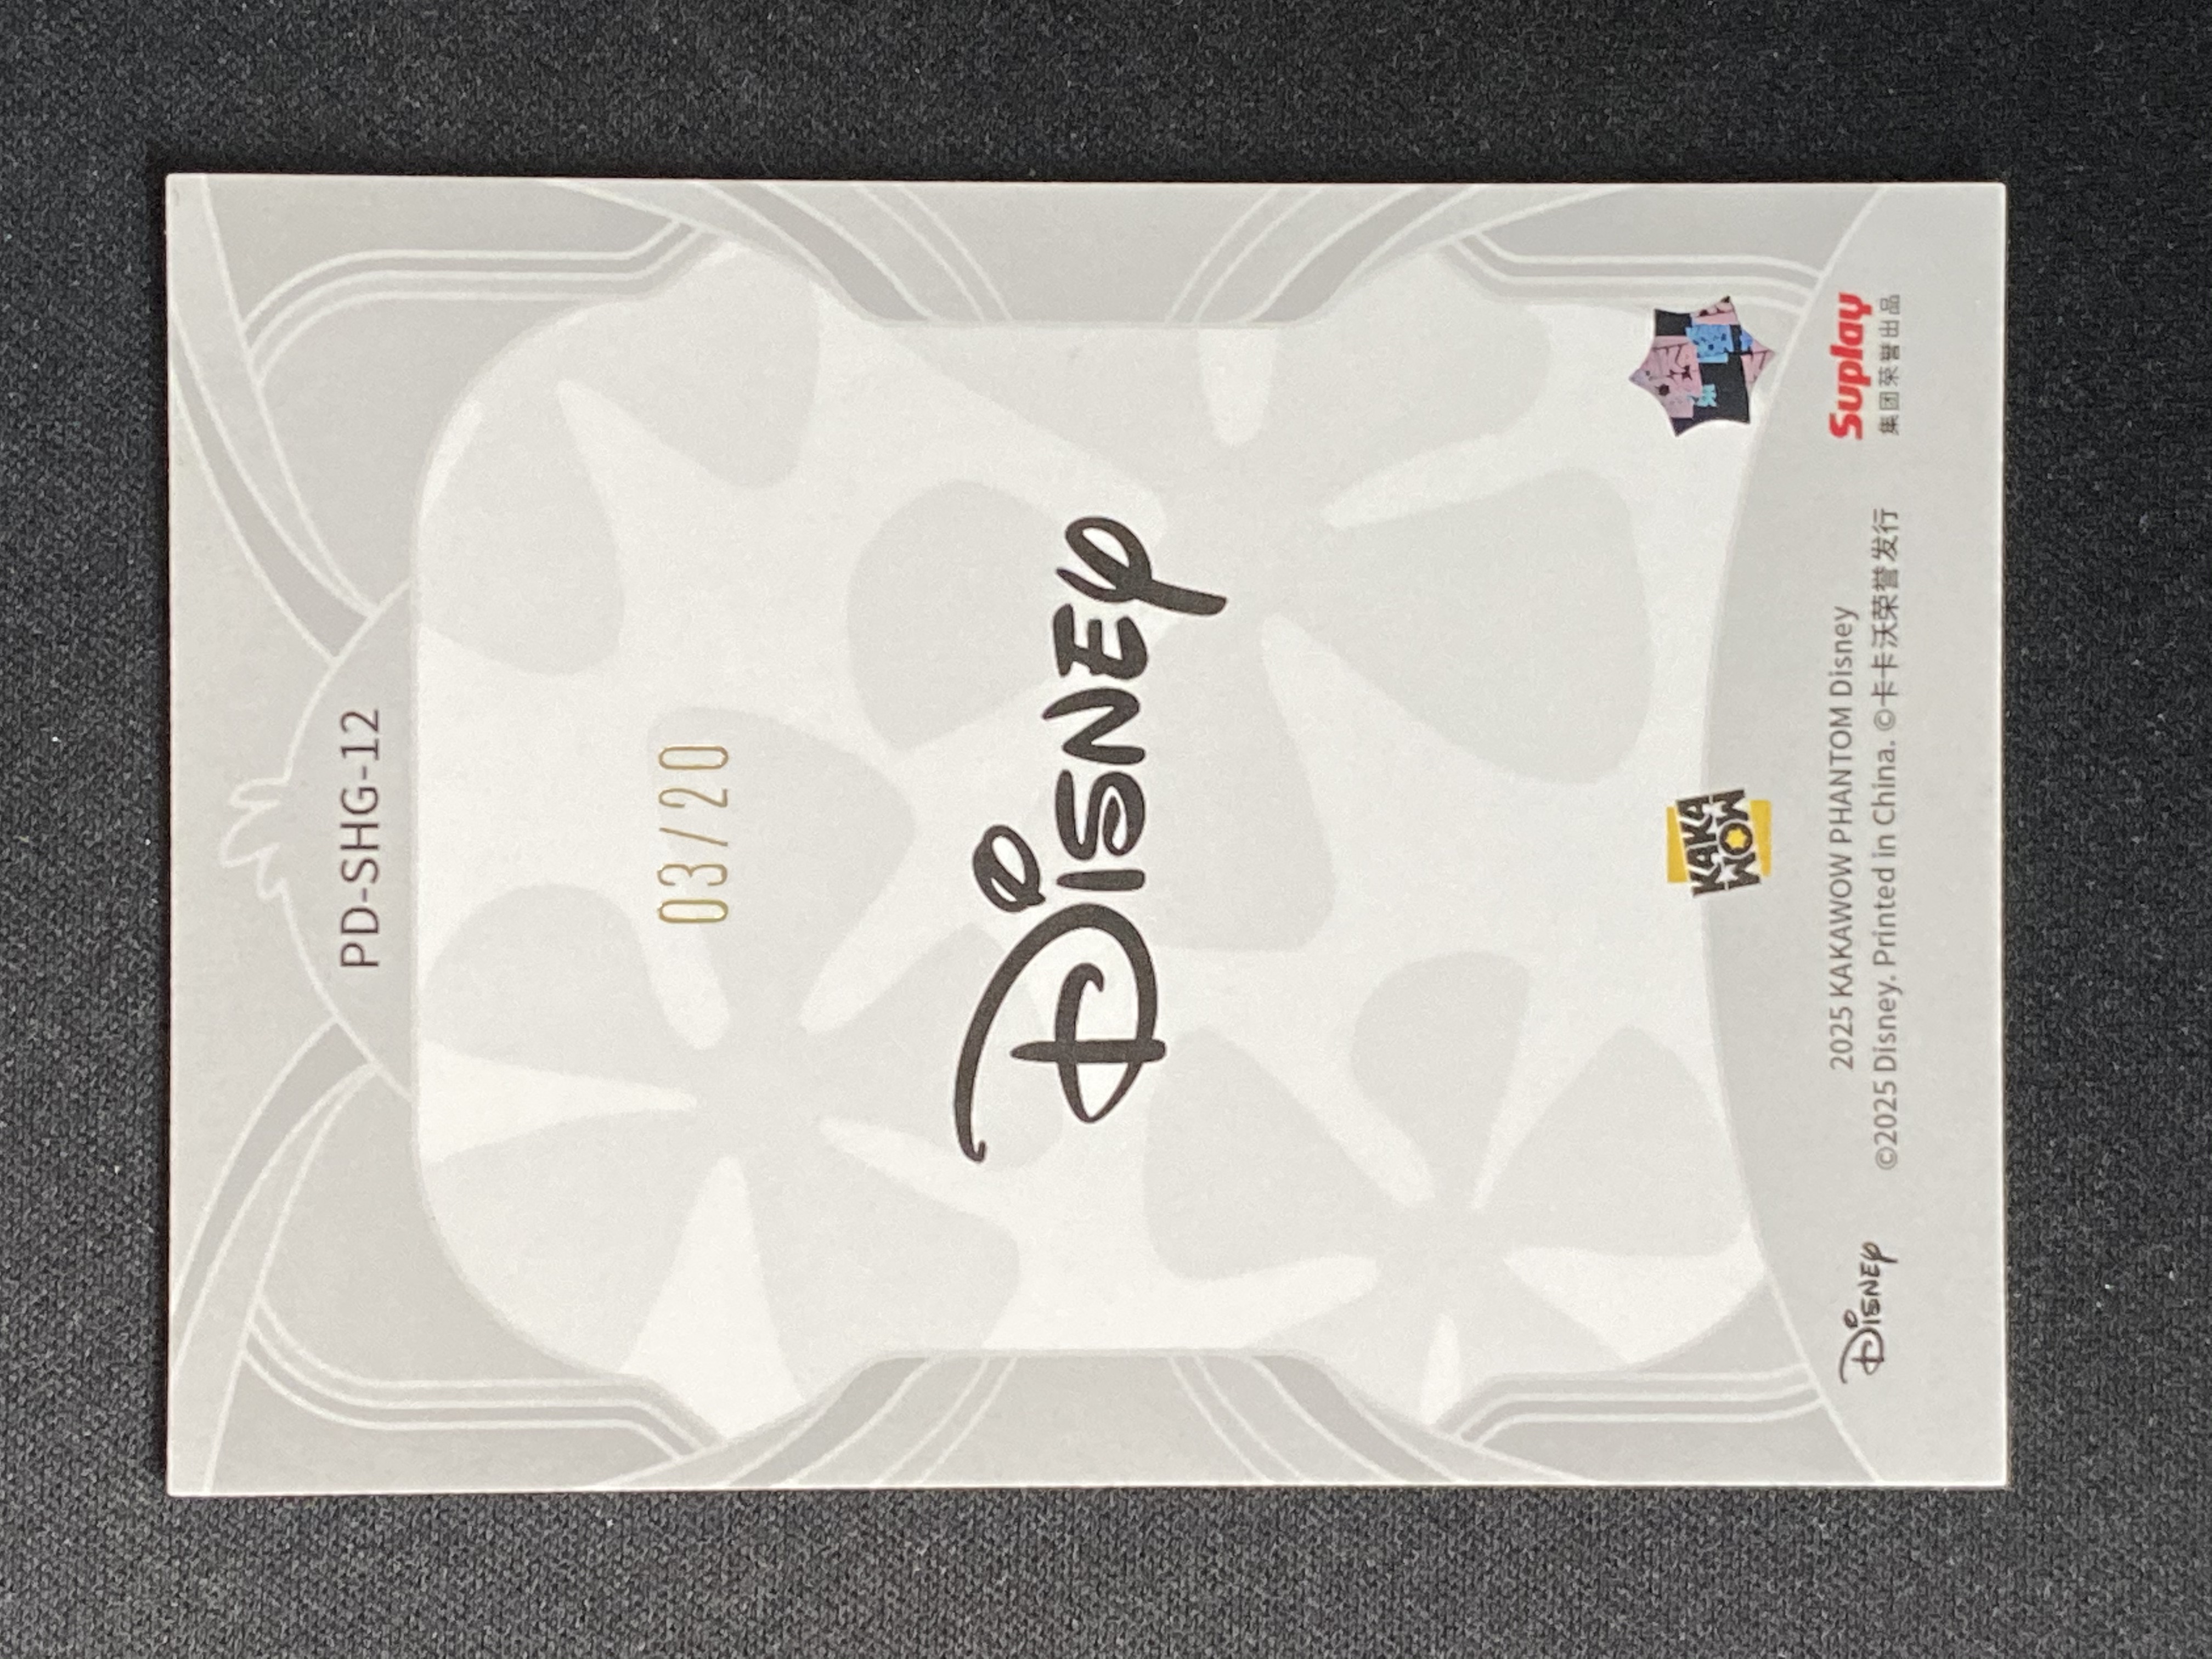 PD-SHG-12
03/20
Disney
KAKA
WOW
Disney
2025 KAKAWOW PHANTOM Disney
©2025 Disney. Printed in China. ©卡卡沃荣誉发行
Suplay
集团荣誉出品